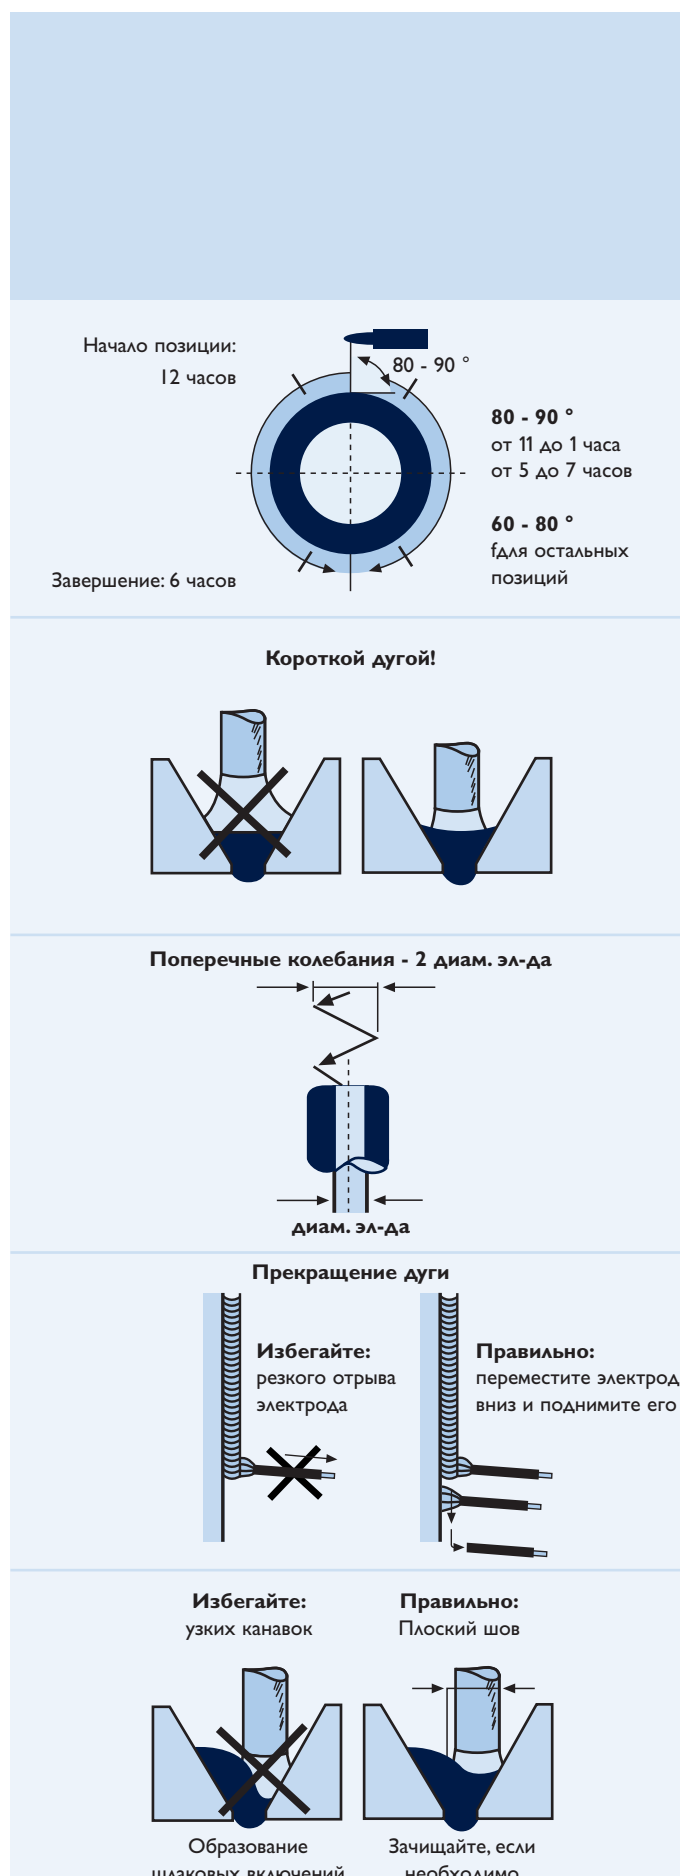 Начало позиции:
12 часов
80 - 90 °
80 - 90 °
от 11 до 1 часа
от 5 до 7 часов
60 - 80 °
fдля остальных
позиций
Завершение: 6 часов
Короткой дугой!
Поперечные колебания - 2 диам. эл-да
диам. эл-да
Прекращение дуги
Избегайте:
резкого отрыва
электрода
Правильно:
переместите электрод
вниз и поднимите его
Избегайте:
узких канавок
Правильно:
Плоский шов
Образование
шлаковых включений
Зачищайте, если
необходимо